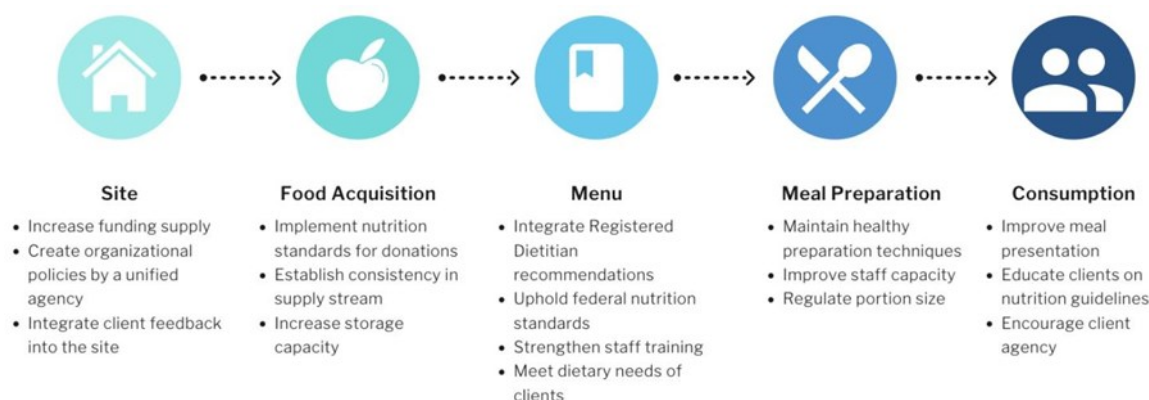 Site
• Increase funding supply
• Create organizational
policies by a unified
agency
• Integrate client feedback
into the site
Food Acquisition
• Implement nutrition
standards for donations
• Establish consistency in
supply stream
• Increase storage
capacity
Menu
• Integrate Registered
Dietitian
recommendations
• Uphold federal nutrition
standards
• Strengthen staff training
• Meet dietary needs of
clients
Meal Preparation
• Maintain healthy
preparation techniques
• Improve staff capacity
• Regulate portion size
Consumption
• Improve meal
presentation
• Educate clients on
nutrition guidelines
• Encourage client
agency